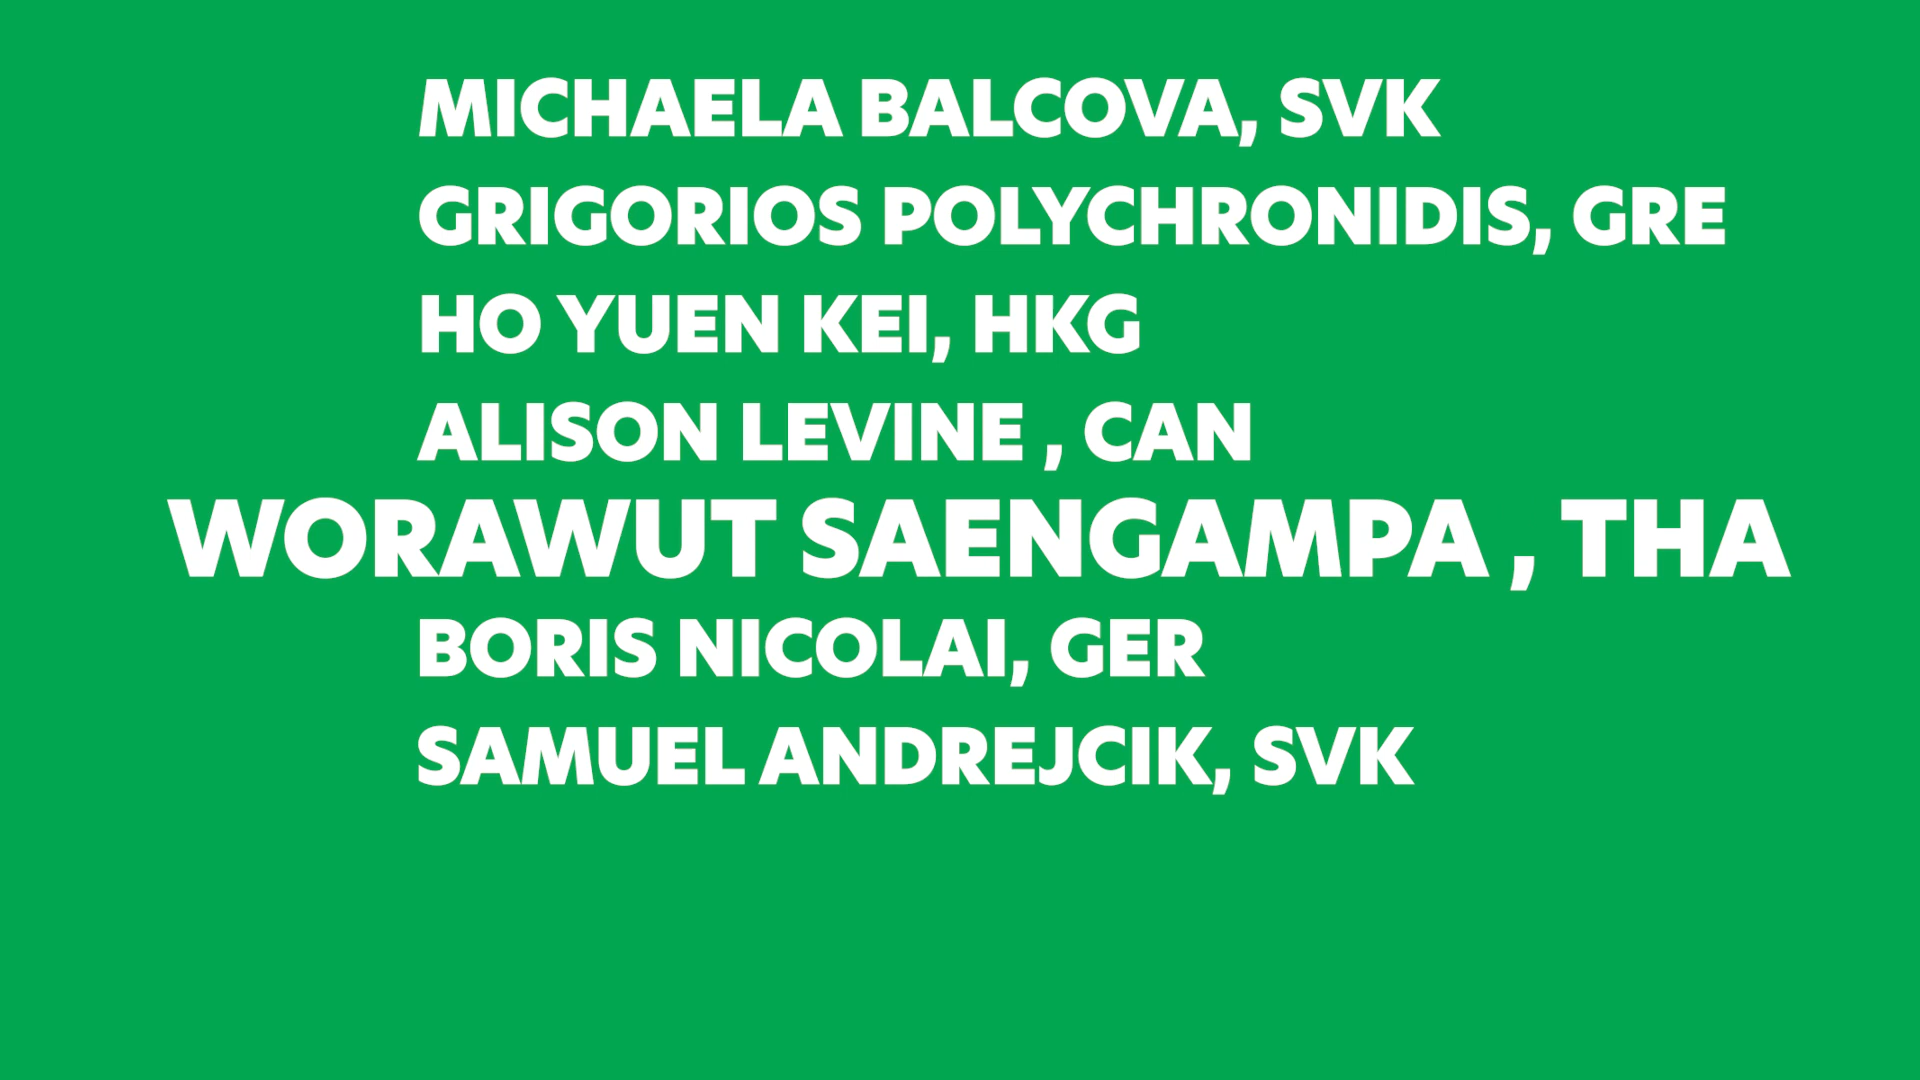 MICHAELA BALCOVA, SVK
GRIGORIOS POLYCHRONIDIS, GRE
HO YUEN KEI, HKG
ALISON LEVINE , CAN
WORAWUT SAENGAMPA , THA
BORIS NICOLAI, GER
SAMUEL ANDREJCIK, SVK